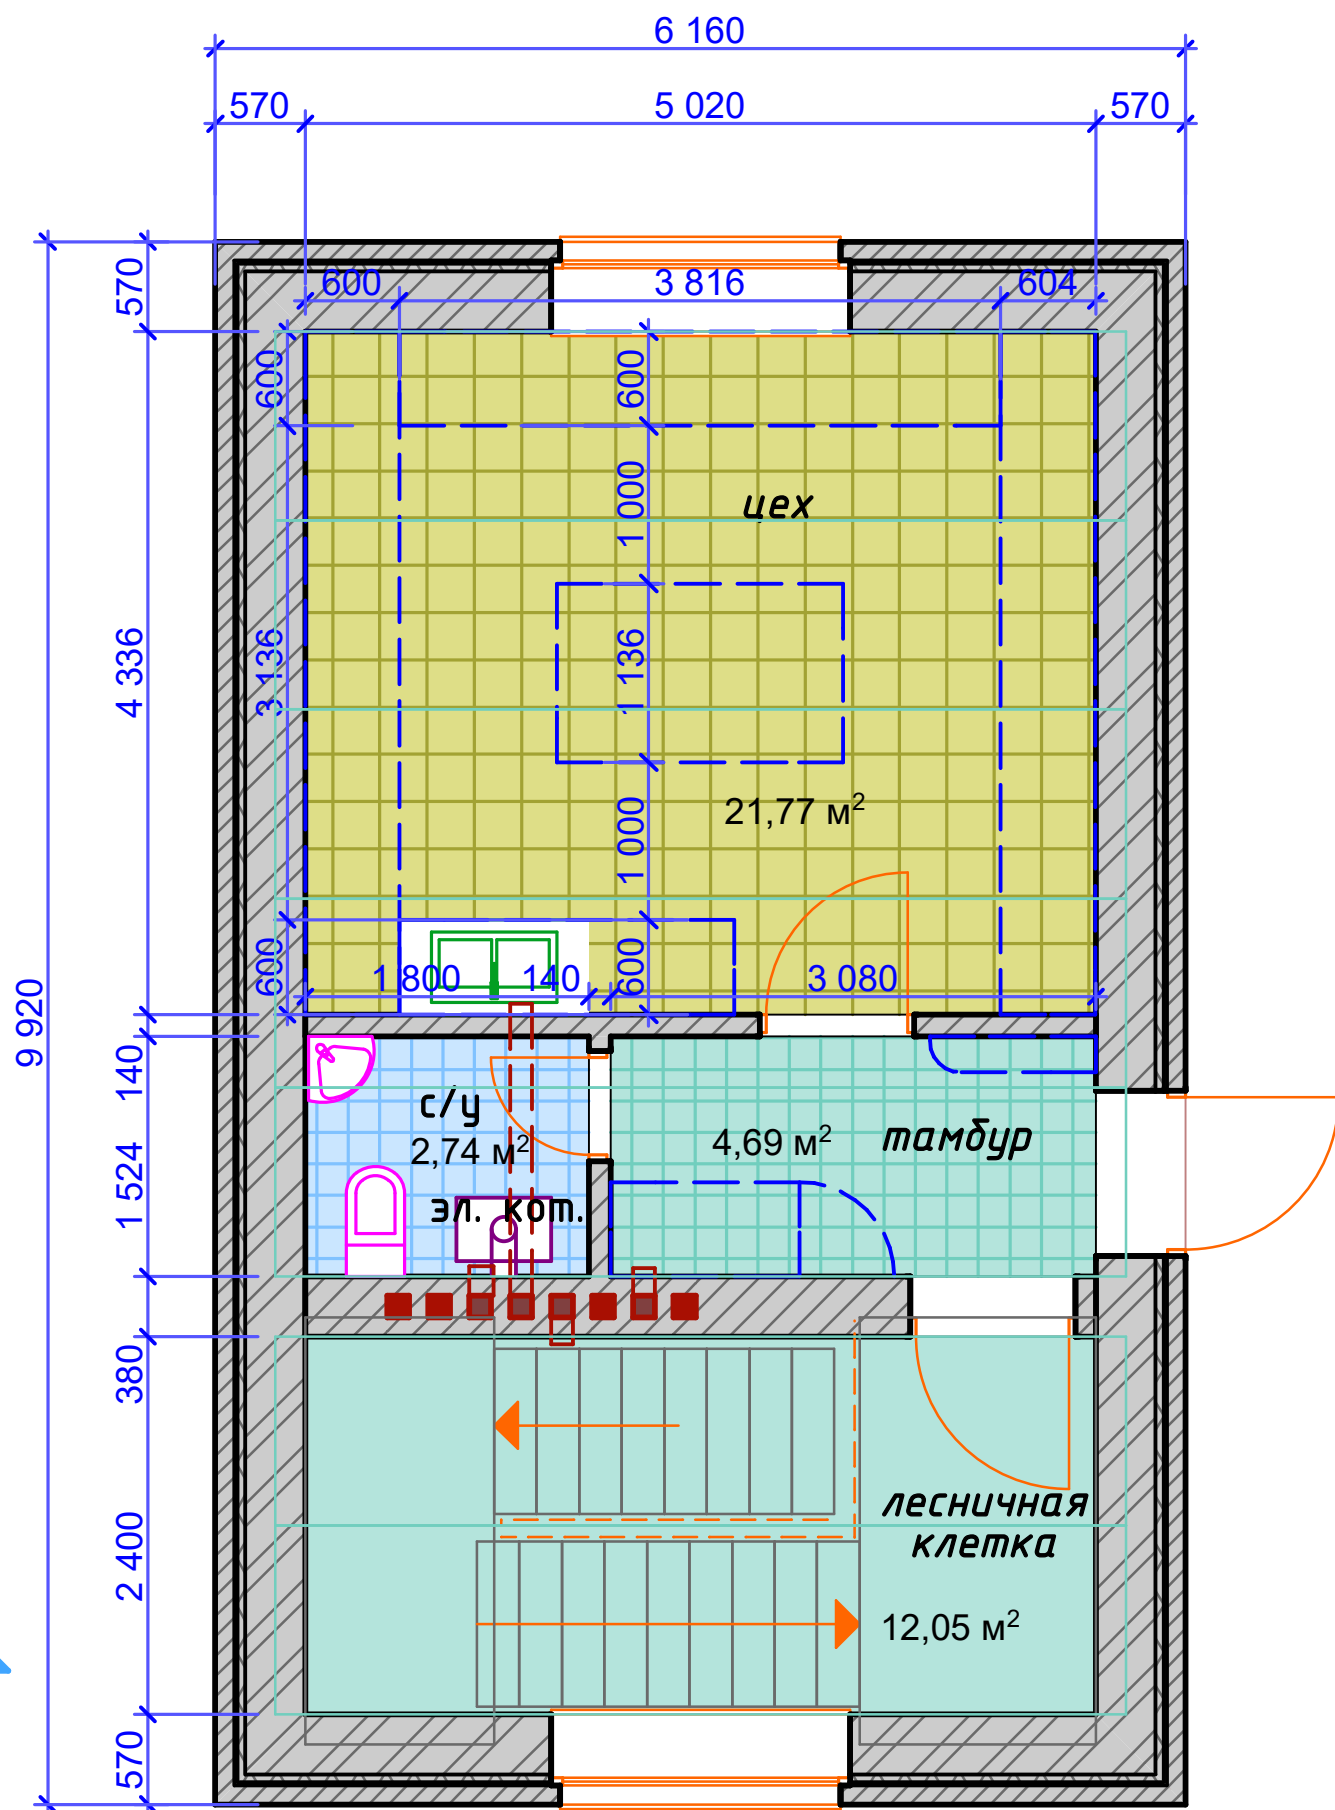 6 160
570 5 020 570
570
600 3 816 604
600
600
1 000
цех
4 336
3 136
1 136
21,77 м²
1 000
600
600
1 800 140 3 080
9 920
140
с/у
2,74 м²
4,69 м²
тамбур
1 524
эл. кот.
380
лесничная
клетка
2 400
12,05 м²
570